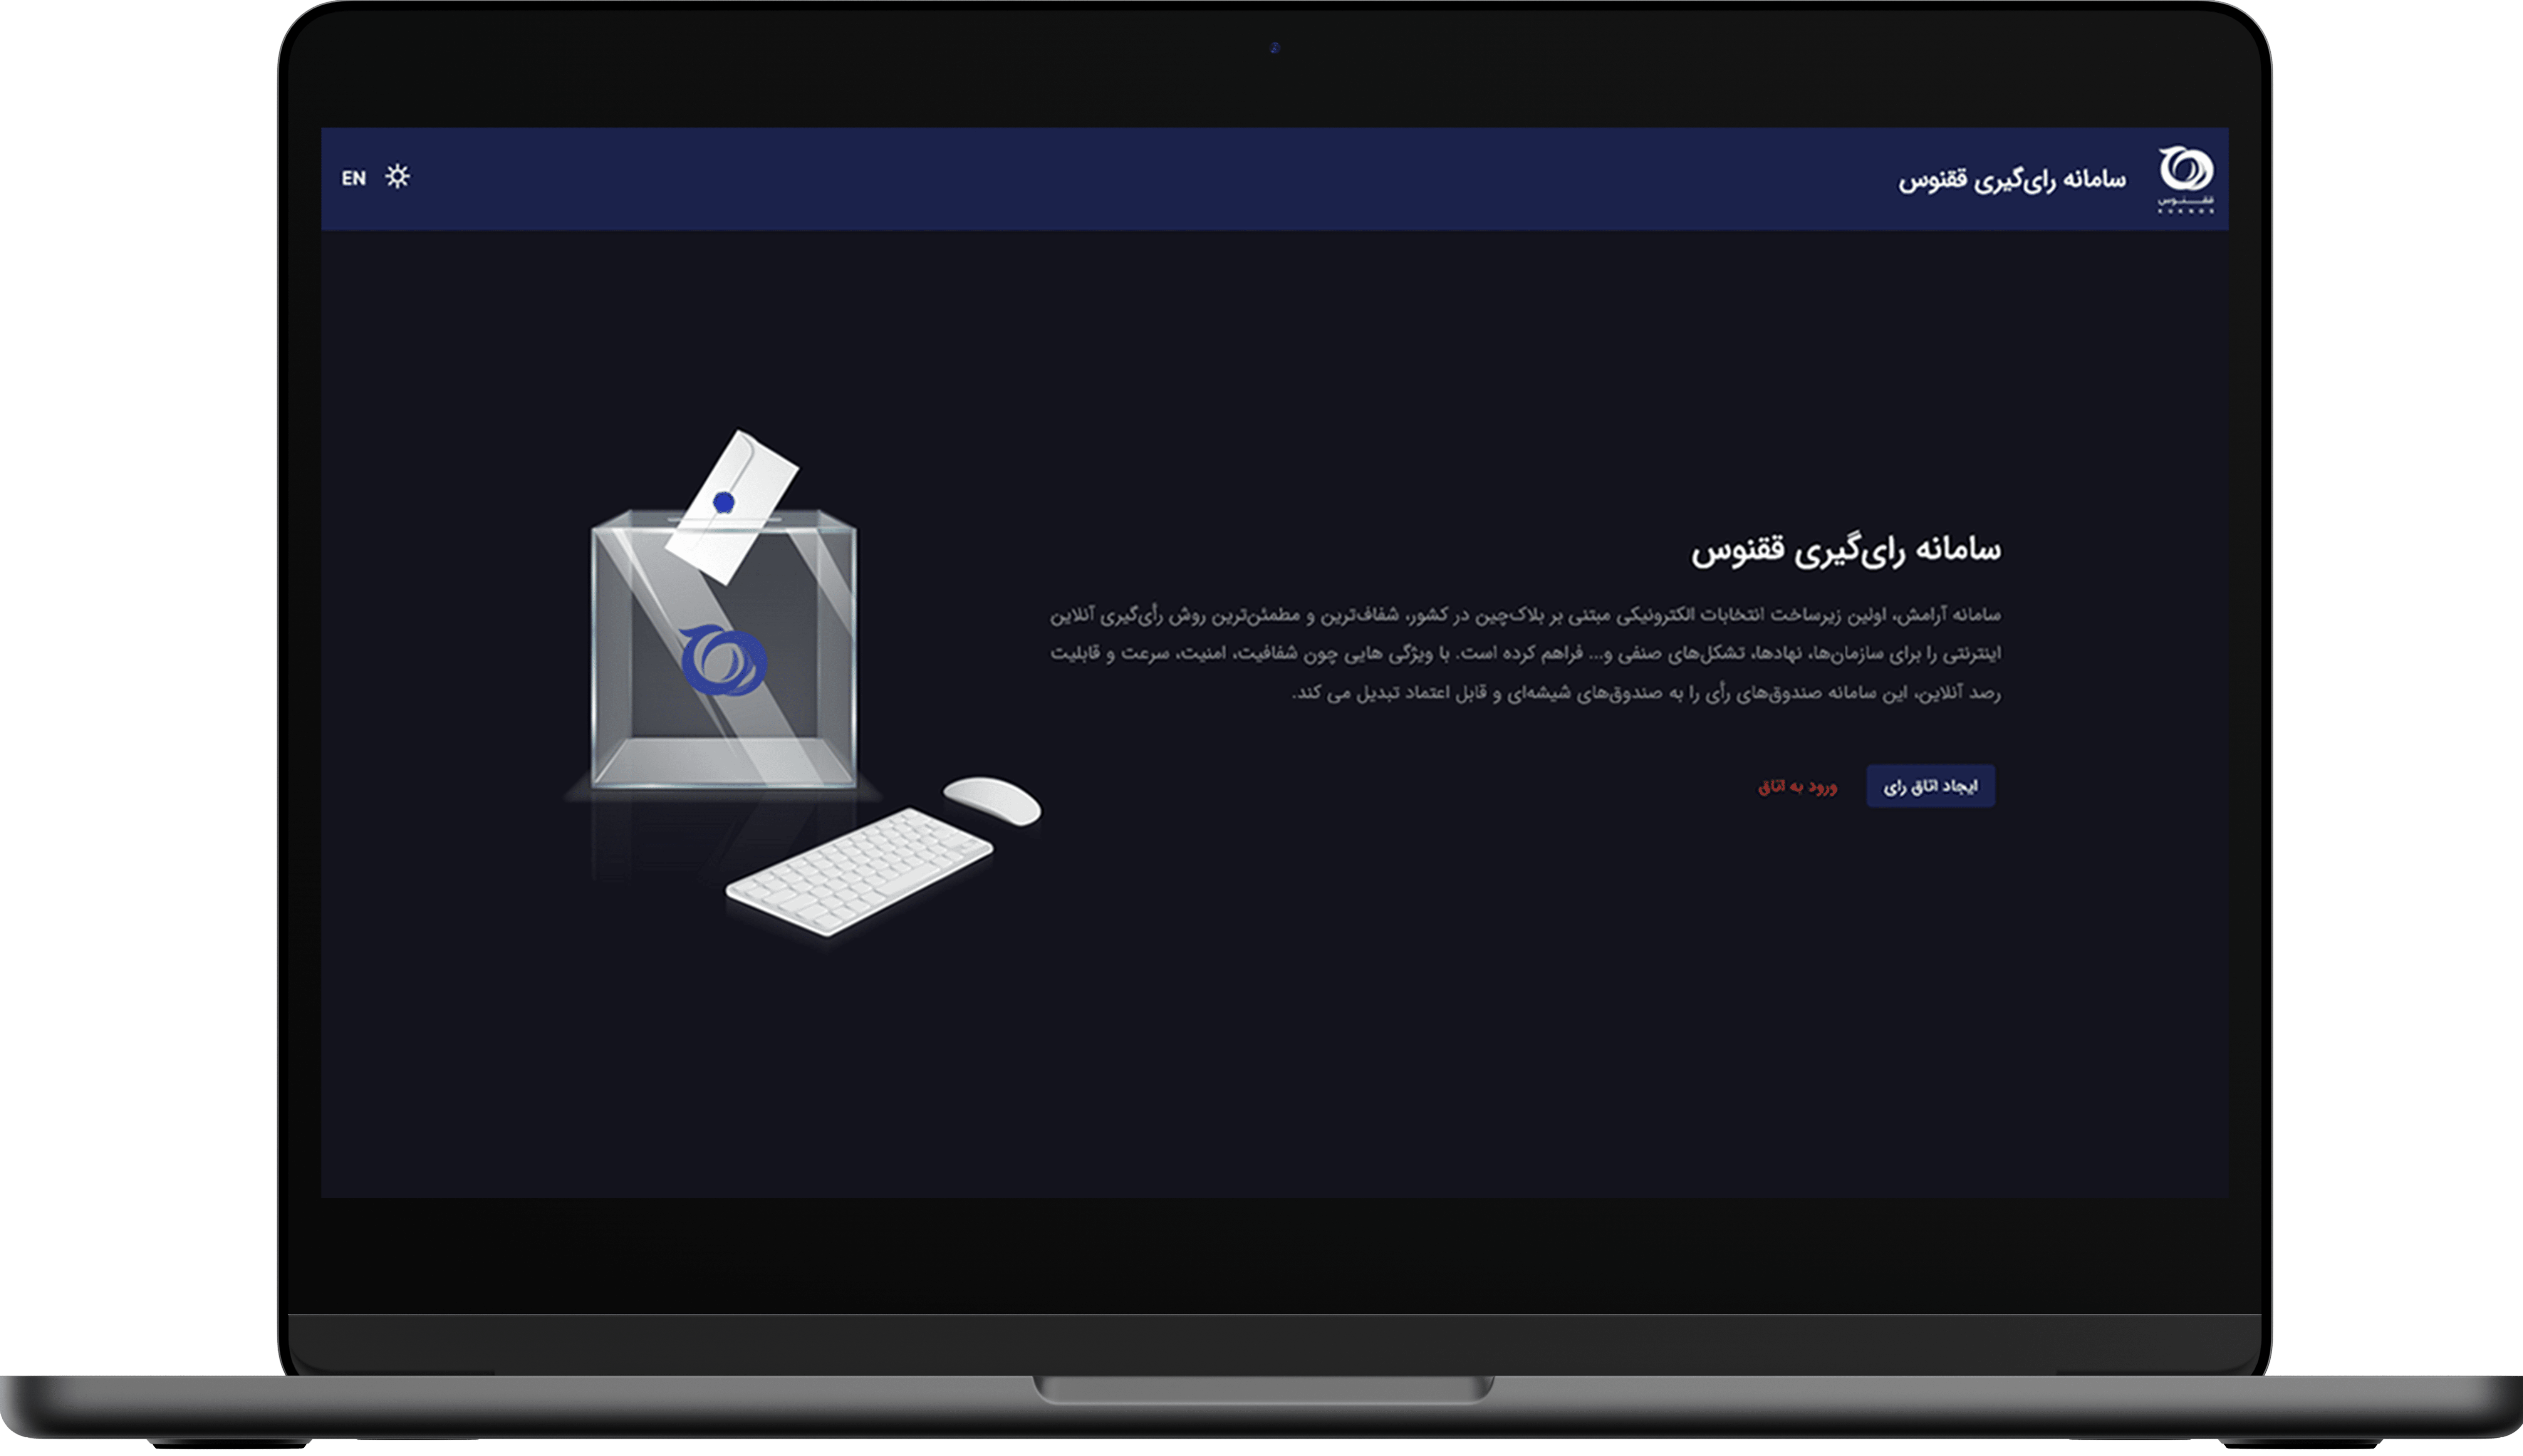 ققنوس
KUKNOS
سامانه رای‌گیری ققنوس
EN
سامانه رای‌گیری ققنوس
سامانه آرامش، اولین زیرساخت انتخابات الکترونیکی مبتنی بر بلاک‌چین در کشور، شفاف‌ترین و مطمئن‌ترین روش رأی‌گیری آنلاین
اینترنتی را برای سازمان‌ها، نهادها، تشکل‌های صنفی و... فراهم کرده است. با ویژگی هایی چون شفافیت، امنیت، سرعت و قابلیت
رصد آنلاین، این سامانه صندوق‌های رأی را به صندوق‌های شیشه‌ای و قابل اعتماد تبدیل می کند.
ایجاد اتاق رای
ورود به اتاق